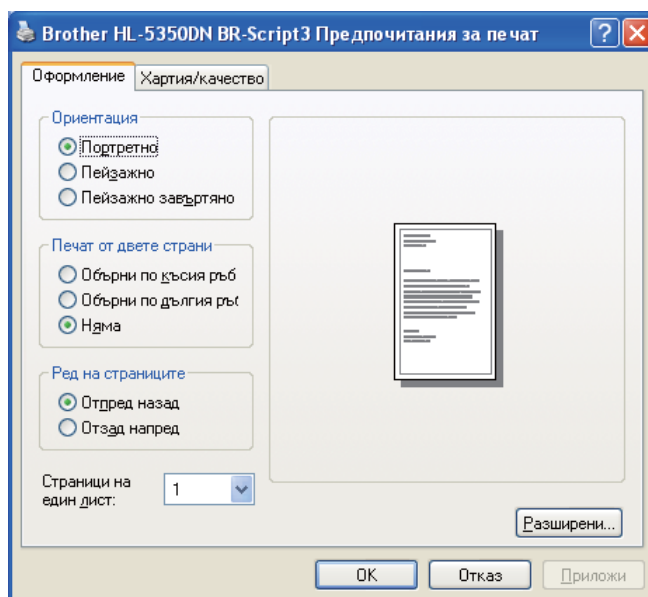 Brother HL-5350DN BR-Script3 Предпочитания за печат
Оформление Хартия/качество
Ориентация
Портретно
Пейзажно
Пейзажно завъртяно
Печат от двете страни
Обърни по късия ръб
Обърни по дългия ръб
Няма
Ред на страниците
Отпред назад
Отзад напред
Страници на
един лист:
1
Разширени...
OK Отказ Приложи